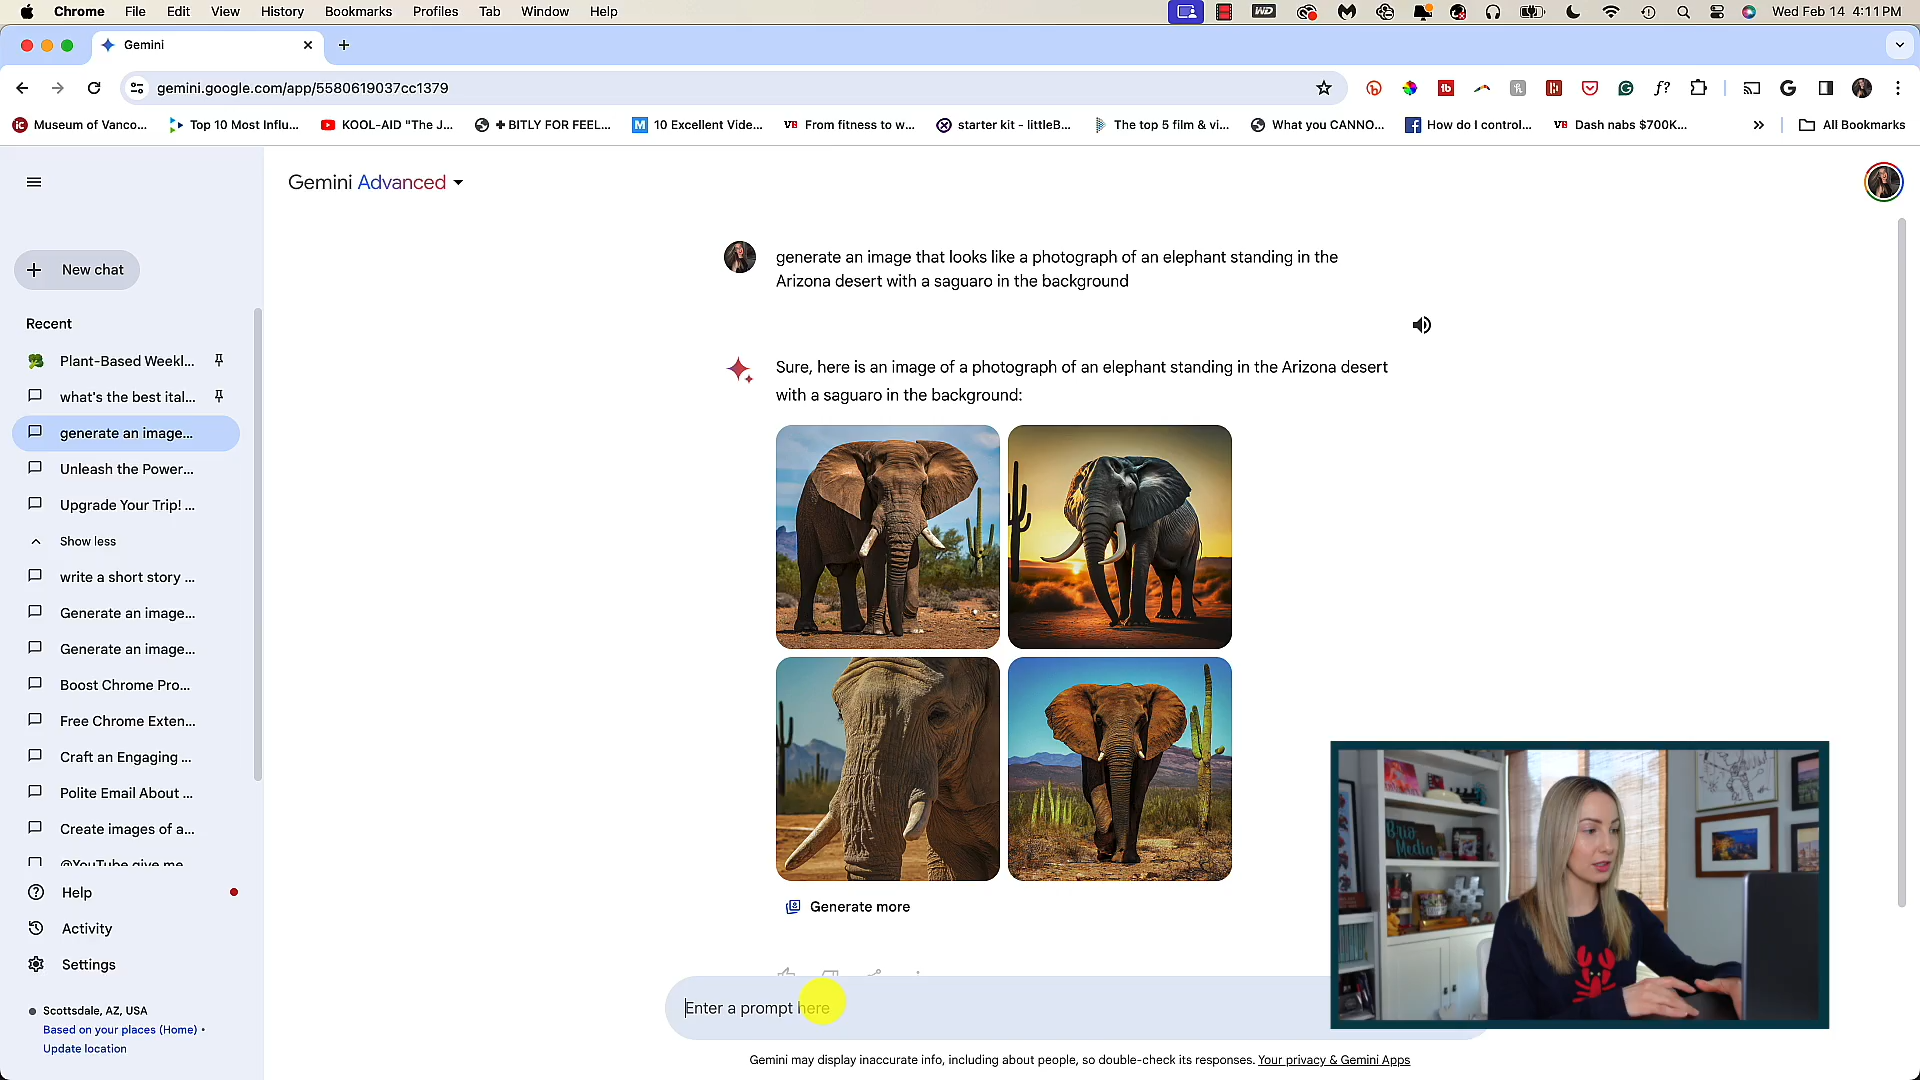 Chrome File Edit View History Bookmarks Profiles Tab Window Help
WD
Wed Feb 14 4:11 PM
Gemini
gemini.google.com/app/5580619037cc1379
Museum of Vanco... Top 10 Most Influ... KOOL-AID "The J... + BITLY FOR FEEL... 10 Excellent Vide... From fitness to w... starter kit - littleB... The top 5 film & vi... What you CANNO... How do I control... Dash nabs $700K... All Bookmarks
Gemini Advanced
New chat
Recent
Plant-Based Weekl...
what's the best ital...
generate an image...
Unleash the Power...
Upgrade Your Trip! ...
Show less
write a short story ...
Generate an image...
Generate an image...
Boost Chrome Pro...
Free Chrome Exten...
Craft an Engaging ...
Polite Email About ...
Create images of a...
@YouTube give me
Help
Activity
Settings
Scottsdale, AZ, USA
Based on your places (Home) •
Update location
generate an image that looks like a photograph of an elephant standing in the
Arizona desert with a saguaro in the background
Sure, here is an image of a photograph of an elephant standing in the Arizona desert
with a saguaro in the background:
Generate more
Enter a prompt here
Gemini may display inaccurate info, including about people, so double-check its responses. Your privacy & Gemini Apps
Brio
Media